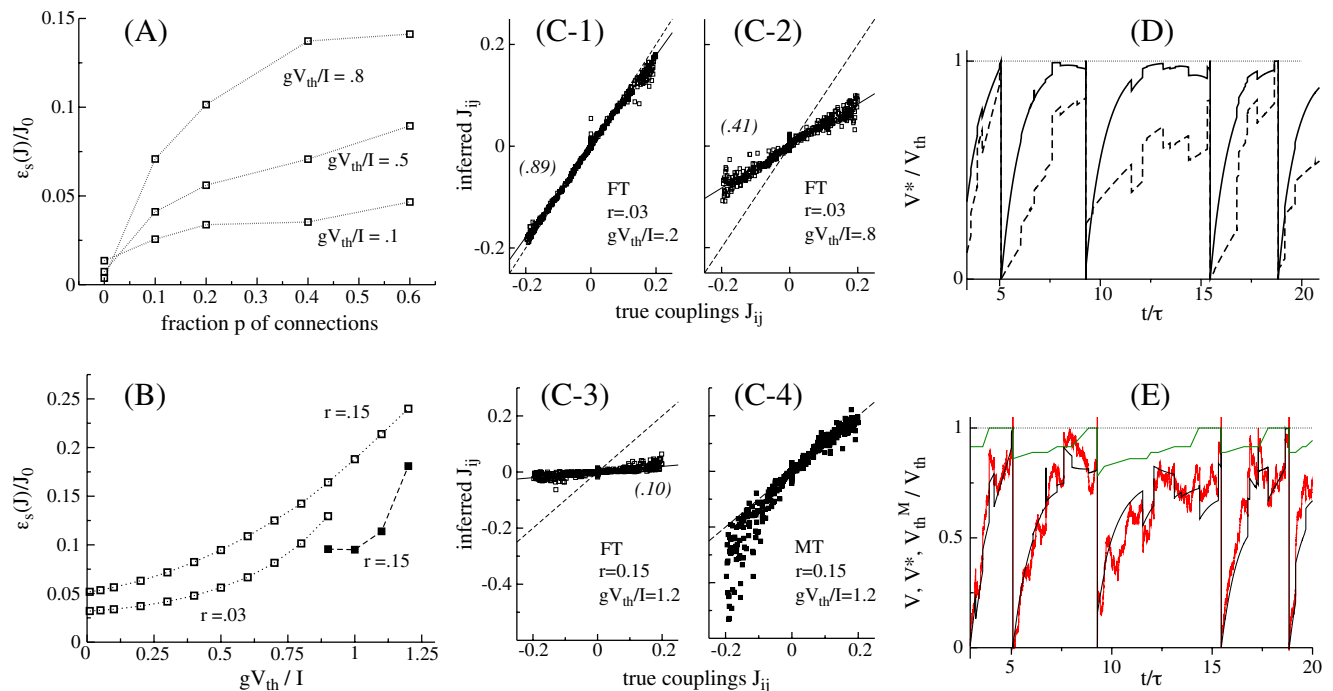 (A)
ε_s(J)/J_0
0.15
0.1
0.05
0
gV_th/I = .8
gV_th/I = .5
gV_th/I = .1
0 0.1 0.2 0.3 0.4 0.5 0.6
fraction p of connections
(C-1)
inferred J_ij
0.2
0
-0.2
(.89)
FT
r=.03
gV_th/I=.2
-0.2 0 0.2
(C-2)
(.41)
FT
r=.03
gV_th/I=.8
-0.2 0 0.2
true couplings J_ij
(D)
V* / V_th
1
0
5 10 15 20
t/τ
(B)
ε_s(J)/J_0
0.25
0.2
0.15
0.1
0.05
0
r=.15
r=.15
r=.03
0 0.25 0.5 0.75 1 1.25
gV_th / I
(C-3)
inferred J_ij
0.2
0
-0.2
-0.4
(.10)
FT
r=0.15
gV_th/I=1.2
-0.2 0 0.2
(C-4)
MT
r=0.15
gV_th/I=1.2
-0.2 0 0.2
true couplings J_ij
(E)
V, V*, V_th^M / V_th
1
0
5 10 15 20
t/τ